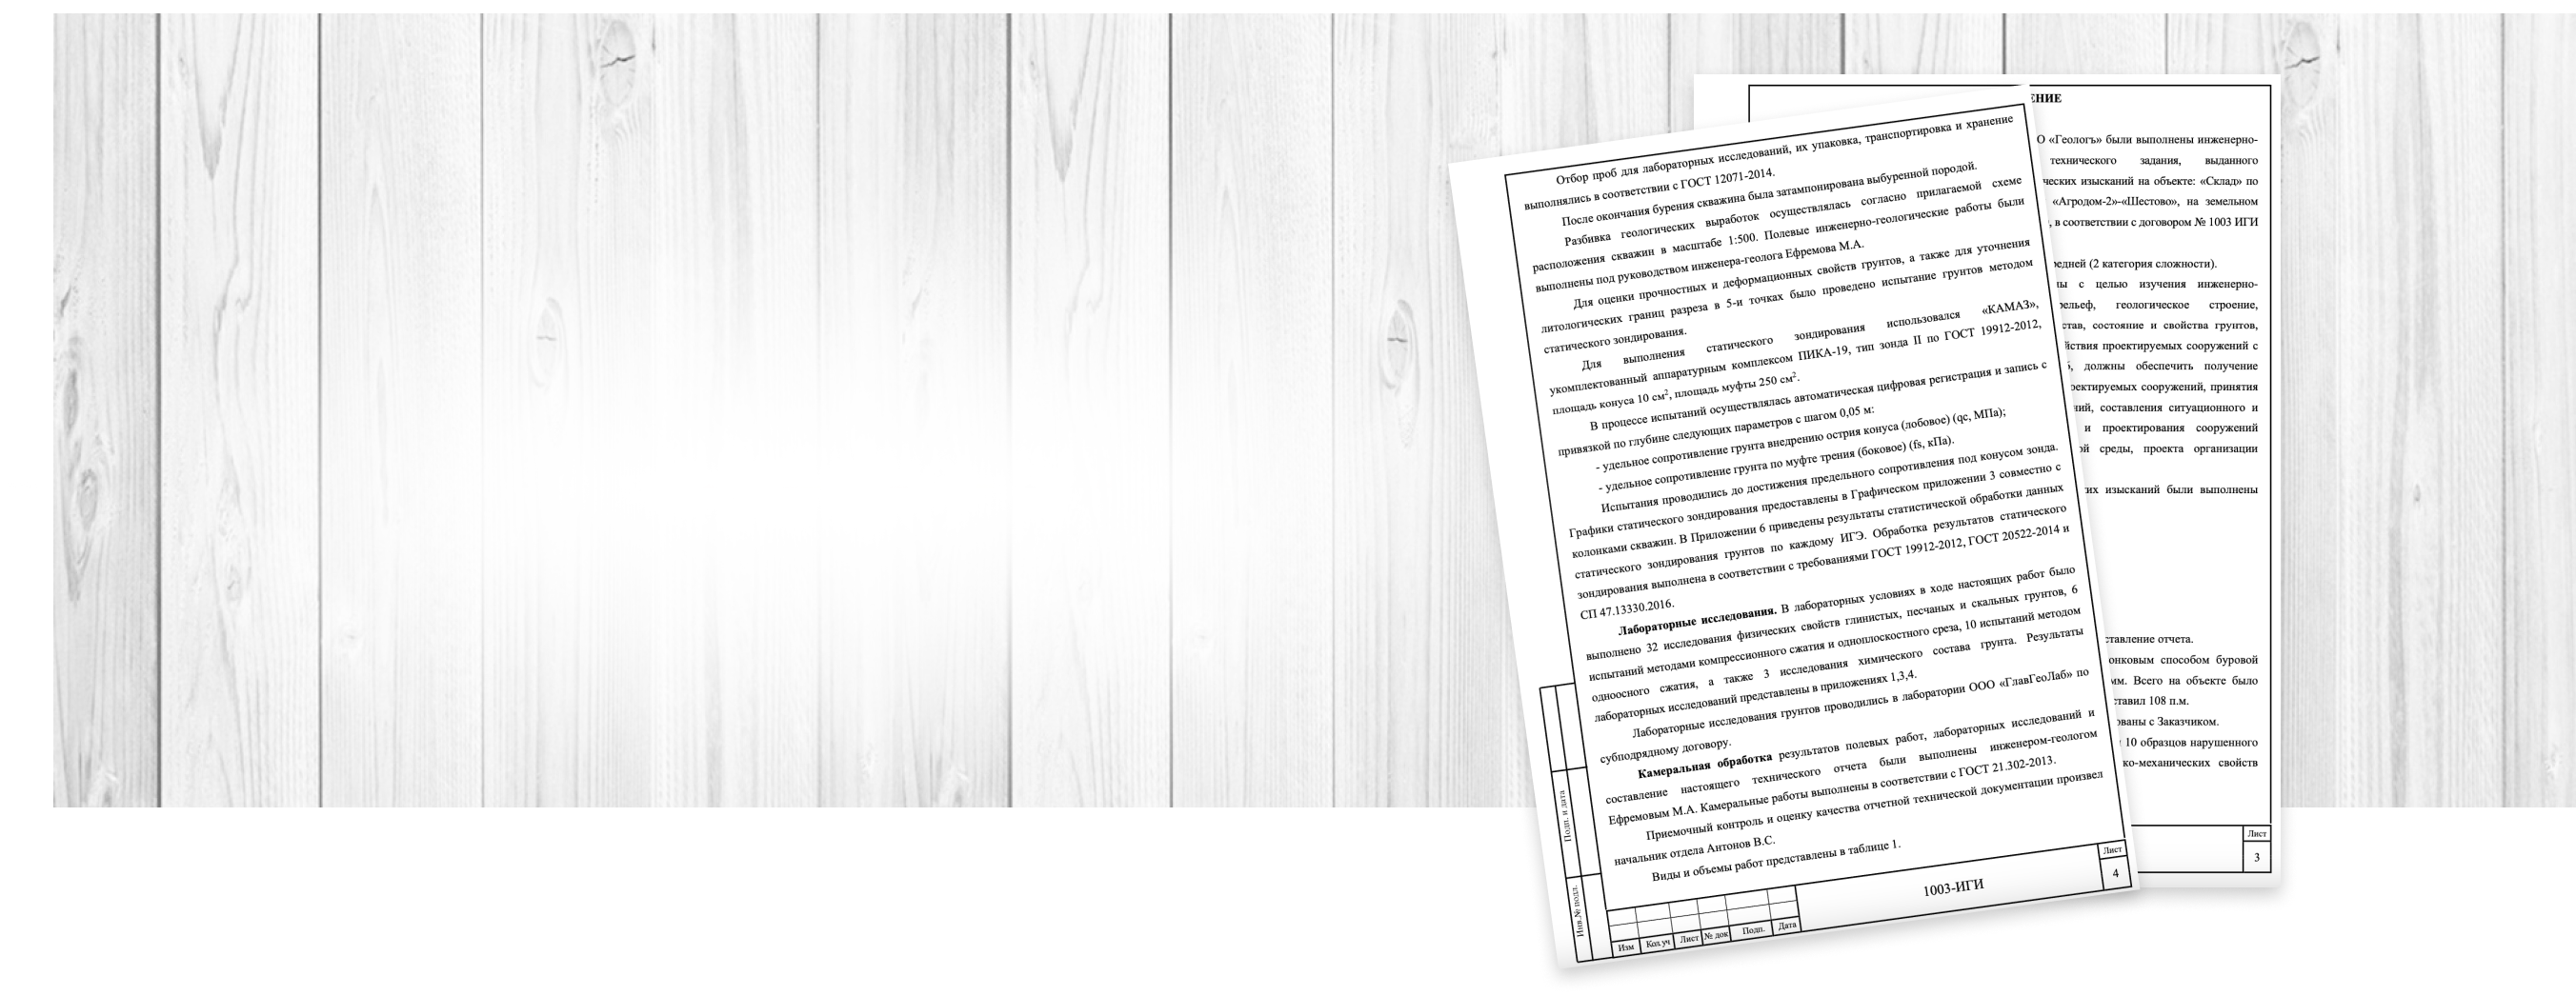 Отбор проб для лабораторных исследований, их упаковка, транспортировка и хранение
выполнялись в соответствии с ГОСТ 12071-2014.
После окончания бурения скважина была затампонирована выбуренной породой.
Разбивка геологических выработок осуществлялась согласно прилагаемой схеме
расположения скважин в масштабе 1:500. Полевые инженерно-геологические работы были
выполнены под руководством инженера-геолога Ефремова М.А.
Для оценки прочностных и деформационных свойств грунтов, а также для уточнения
литологических границ разреза в 5-и точках было проведено испытание грунтов методом
статического зондирования.
Для выполнения статического зондирования использовался «КАМАЗ»,
укомплектованный аппаратурным комплексом ПИКА-19, тип зонда II по ГОСТ 19912-2012,
площадь конуса 10 см², площадь муфты 250 см².
В процессе испытаний осуществлялась автоматическая цифровая регистрация и запись с
привязкой по глубине следующих параметров с шагом 0,05 м:
- удельное сопротивление грунта внедрению острия конуса (лобовое) (qc, МПа);
- удельное сопротивление грунта по муфте трения (боковое) (fs, кПа).
Испытания проводились до достижения предельного сопротивления под конусом зонда.
Графики статического зондирования предоставлены в Графическом приложении 3 совместно с
колонками скважин. В Приложении 6 приведены результаты статистической обработки данных
статического зондирования грунтов по каждому ИГЭ. Обработка результатов статического
зондирования выполнена в соответствии с требованиями ГОСТ 19912-2012, ГОСТ 20522-2014 и
СП 47.13330.2016.
Лабораторные исследования. В лабораторных условиях в ходе настоящих работ было
выполнено 32 исследования физических свойств глинистых, песчаных и скальных грунтов, 6
испытаний методами компрессионного сжатия и одноплоскостного среза, 10 испытаний методом
одноосного сжатия, а также 3 исследования химического состава грунта. Результаты
лабораторных исследований представлены в приложениях 1,3,4.
Лабораторные исследования грунтов проводились в лаборатории ООО «ГлавГеоЛаб» по
субподрядному договору.
Камеральная обработка результатов полевых работ, лабораторных исследований и
составление настоящего технического отчета были выполнены инженером-геологом
Ефремовым М.А. Камеральные работы выполнены в соответствии с ГОСТ 21.302-2013.
Приемочный контроль и оценку качества отчетной технической документации произвел
начальник отдела Антонов В.С.
Виды и объемы работ представлены в таблице 1.
Подп. и дата
Инв.№ подл.
Изм Кол.уч Лист № док Подп. Дата
1003-ИГИ
Лист
4
ЕНИЕ
О «Геологъ» были выполнены инженерно-
технического задания, выданного
ческих изысканий на объекте: «Склад» по
«Агродом-2»-«Шестово», на земельном
, в соответствии с договором № 1003 ИГИ
редней (2 категория сложности).
ны с целью изучения инженерно-
рельеф, геологическое строение,
став, состояние и свойства грунтов,
йствия проектируемых сооружений с
должны обеспечить получение
оектируемых сооружений, принятия
ний, составления ситуационного и
и проектирования сооружений
ой среды, проекта организации
их изысканий были выполнены
ставление отчета.
онковым способом буровой
мм. Всего на объекте было
ставил 108 п.м.
ованы с Заказчиком.
10 образцов нарушенного
ко-механических свойств
Лист
3